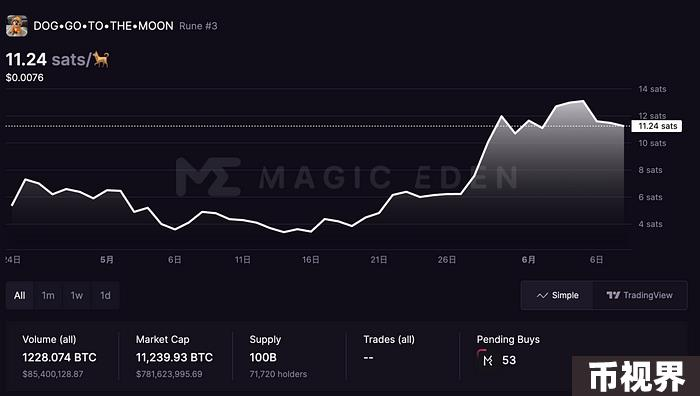 DOG•GO•TO•THE•MOON Rune #3
11.24 sats/🐕
$0.0076
14 sats
12 sats
11.24 sats
10 sats
8 sats
6 sats
4 sats
MAGIC EDEN
24日 5月 6日 11日 16日 21日 26日 6月 6日
All 1m 1w 1d
Simple TradingView
Volume (all) Market Cap Supply Trades (all) Pending Buys
1228.074 BTC 11,239.93 BTC 100B -- 53
$85,400,128.87 $781,623,995.69 71,720 holders
币视界